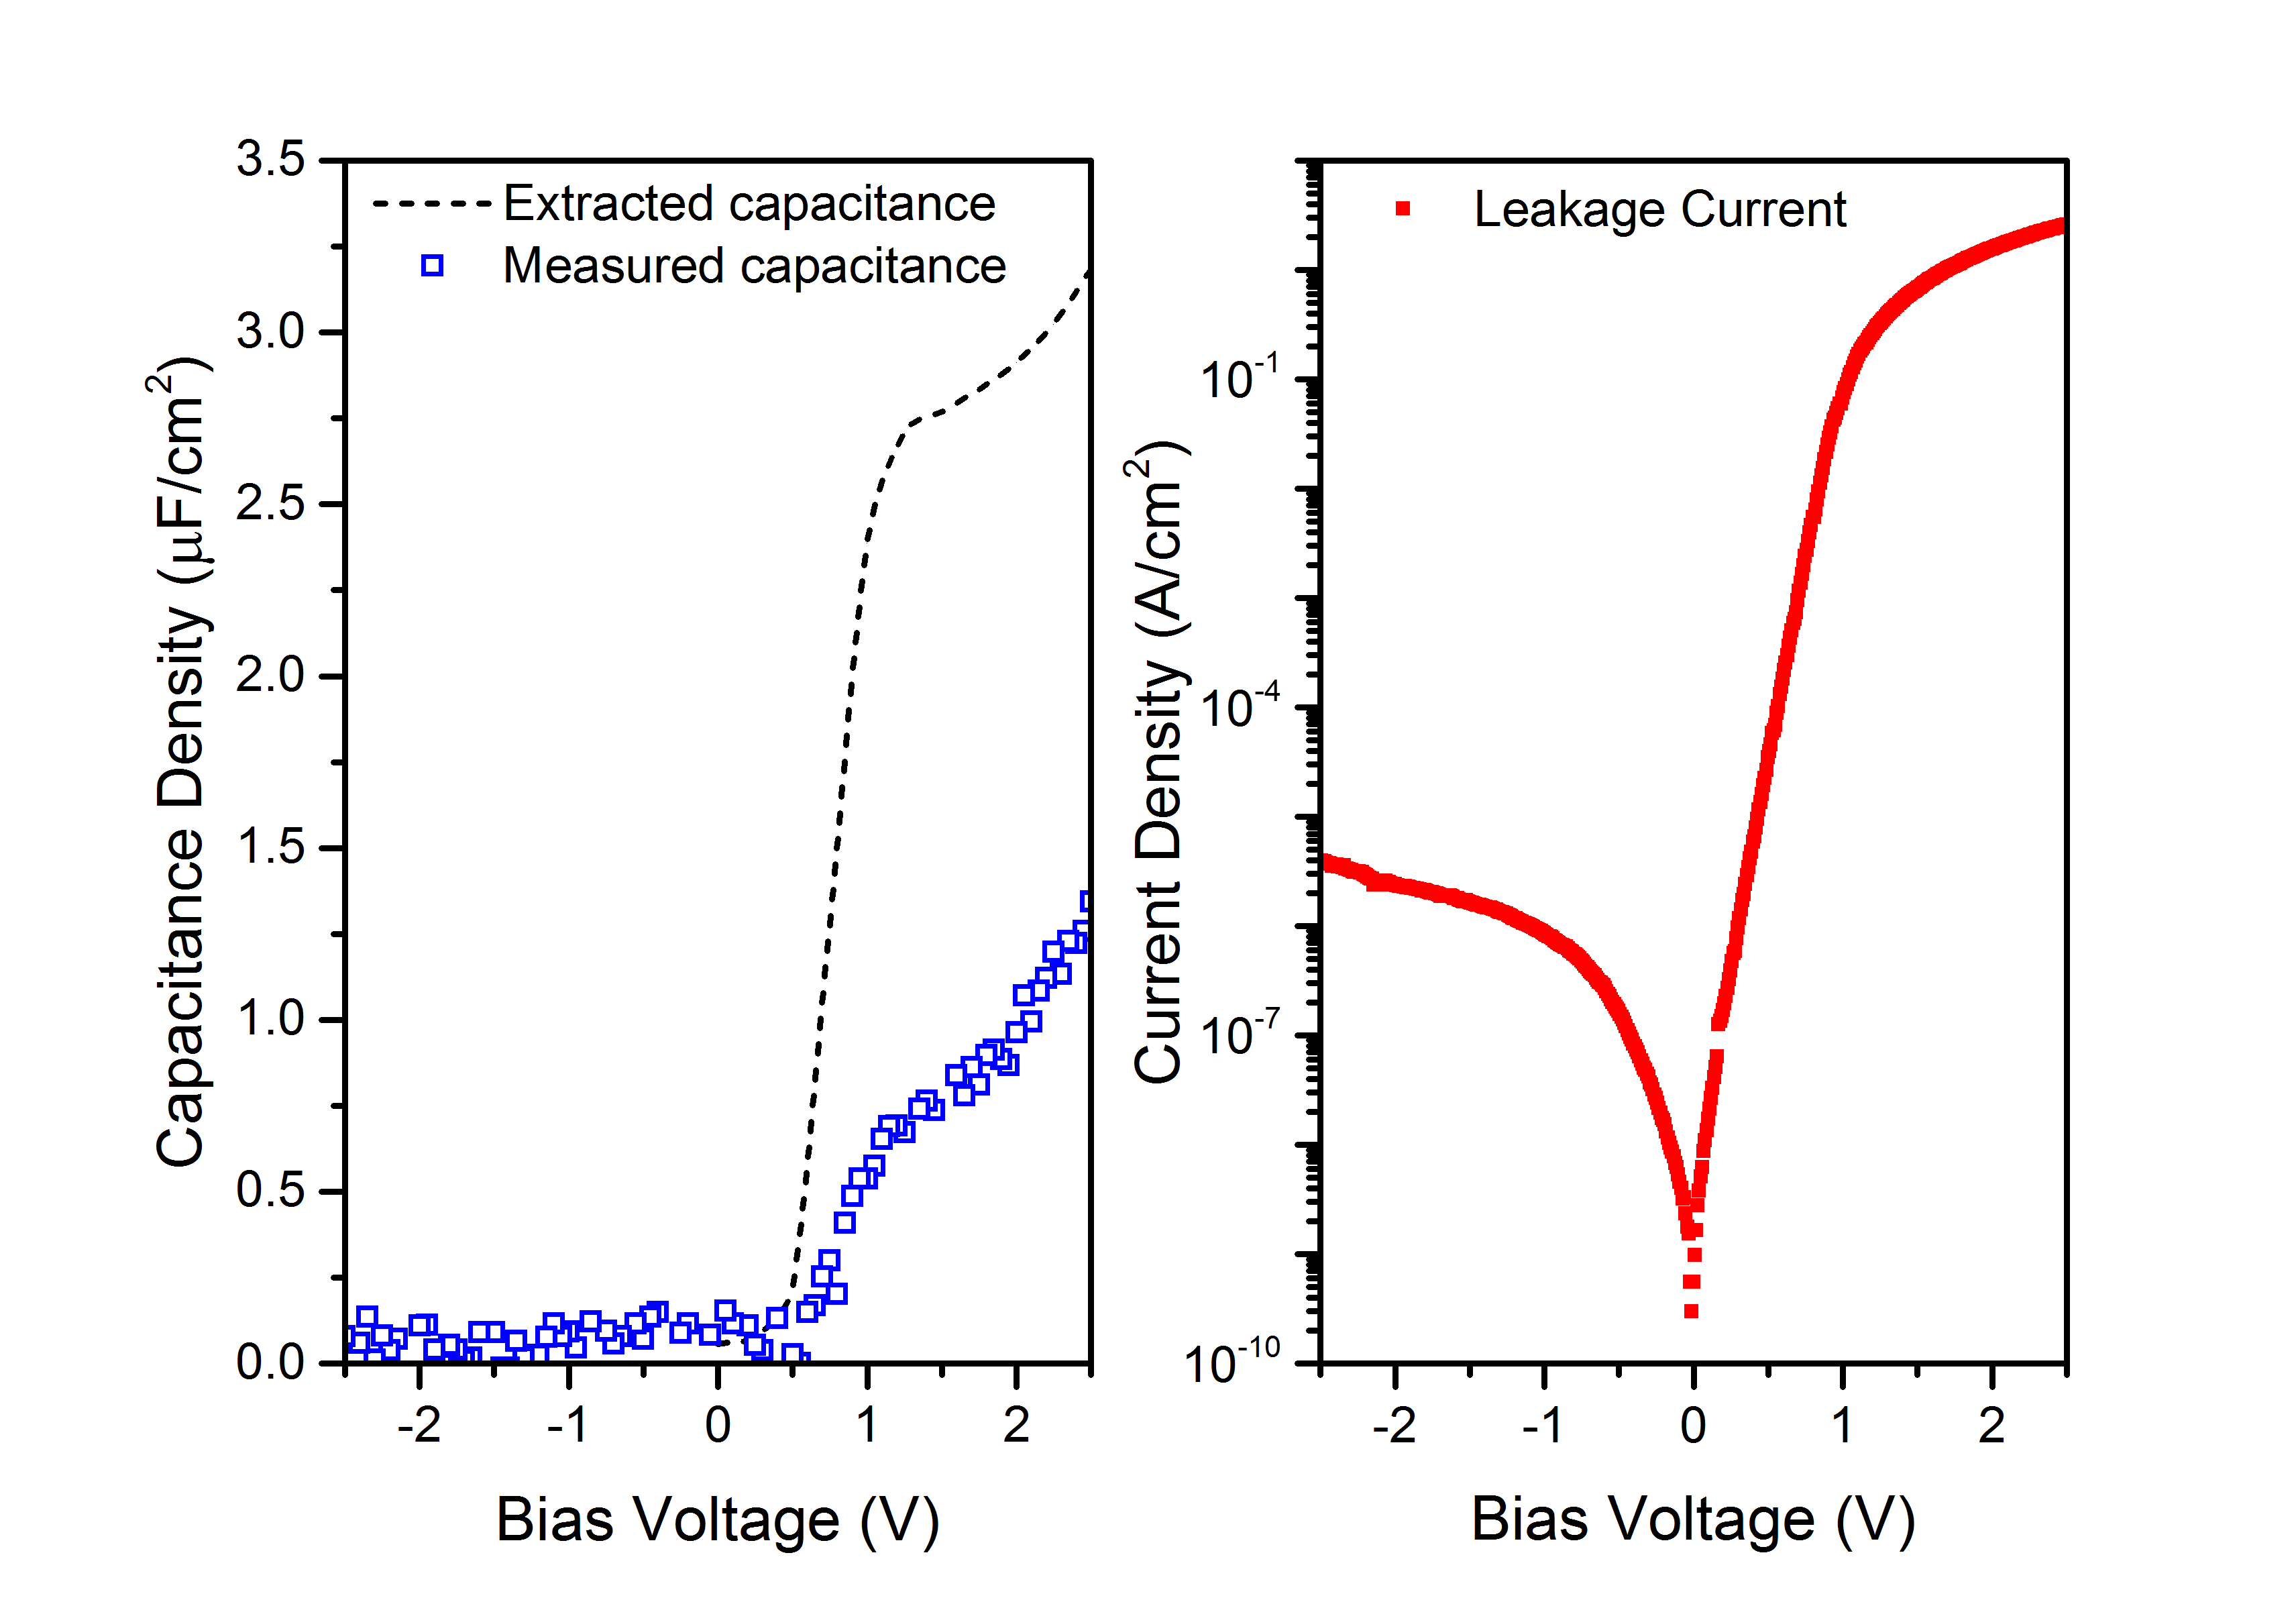 Extracted capacitance
Measured capacitance
3.5
3.0
2.5
2.0
1.5
1.0
0.5
0.0
Capacitance Density (μF/cm²)
-2 -1 0 1 2
Bias Voltage (V)
Leakage Current
10⁻¹
10⁻⁴
10⁻⁷
10⁻¹⁰
Current Density (A/cm²)
-2 -1 0 1 2
Bias Voltage (V)